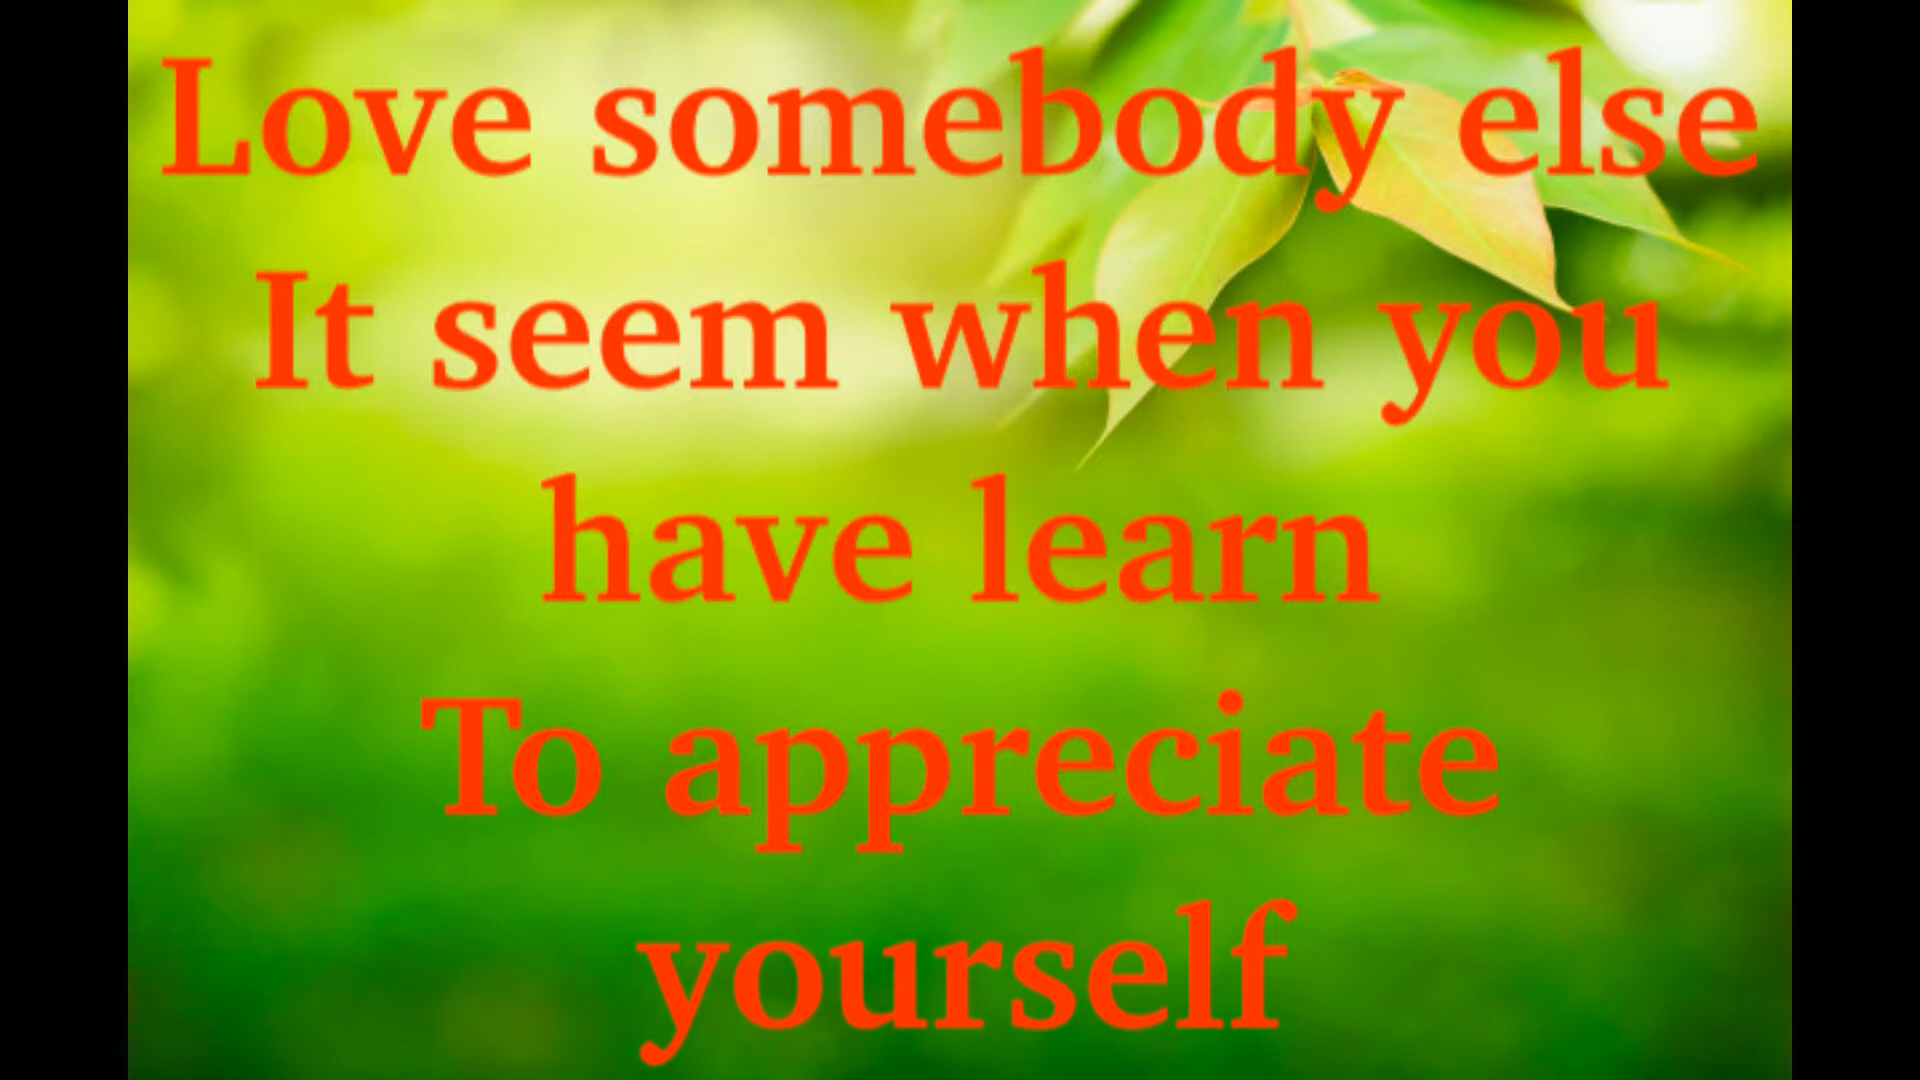 Love somebody else
It seem when you
have learn
To appreciate
yourself